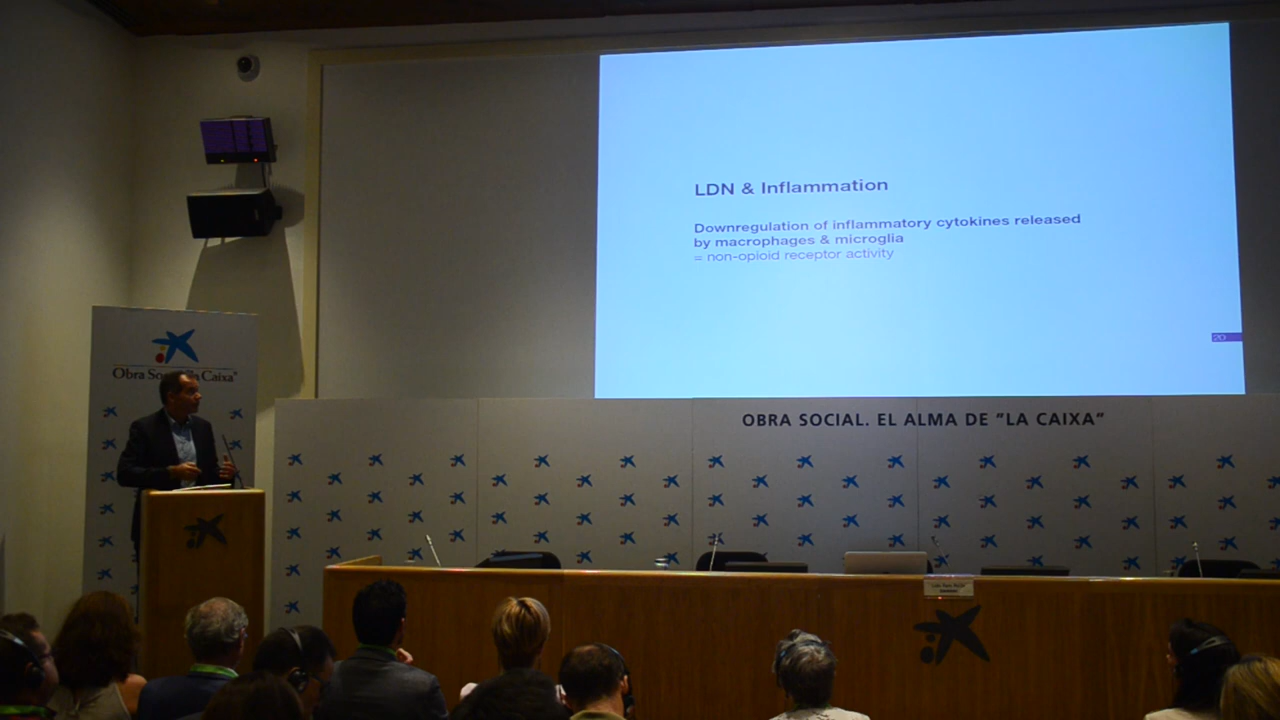 LDN & Inflammation
Downregulation of inflammatory cytokines released
by macrophages & microglia
= non-opioid receptor activity
20
Obra So la Caixa
OBRA SOCIAL. EL ALMA DE "LA CAIXA"